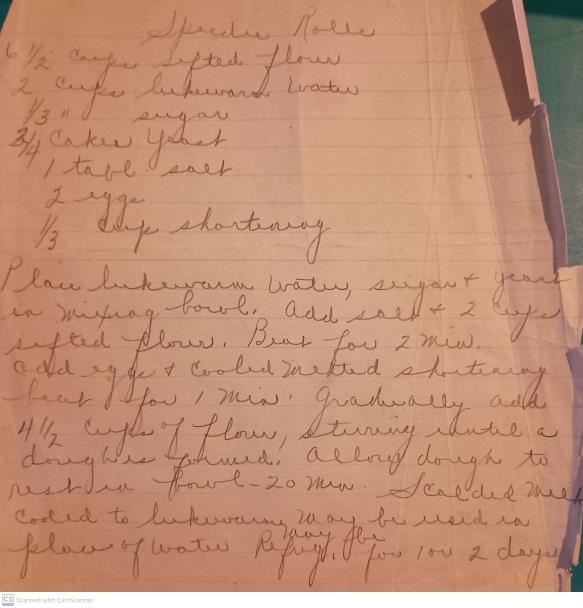 Speedie Rolls
6 1/2 cups sifted flour
2 cups lukewarm water
1/3 " sugar
3/4 cakes yeast
1 tabl. salt
2 eggs
1/3 cup shortening
Place lukewarm water, sugar & yeast
in mixing bowl. Add salt & 2 cups
sifted flour. Beat for 2 min.
add eggs & cooled melted shortening
beat for 1 min. Gradually add
4 1/2 cups of flour, stirring until a
dough is formed. Allow dough to
rest in bowl - 20 min. Scalded milk
cooled to lukewarm may be used in
place of water Refrig. may be for 1 or 2 days
CS Scanned with CamScanner